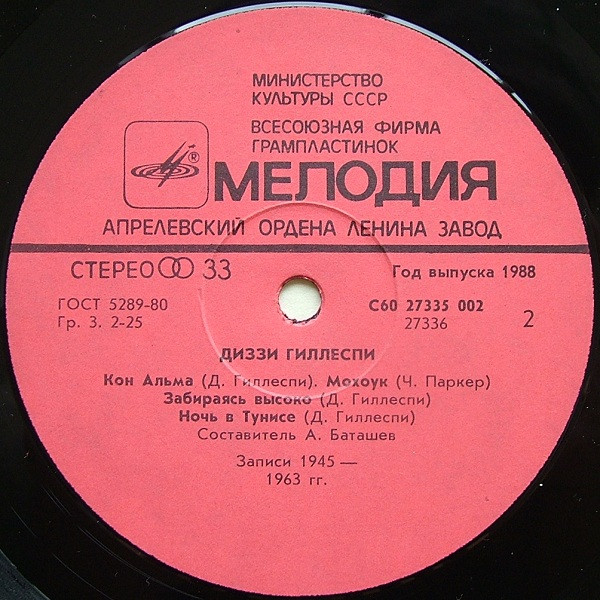 МИНИСТЕРСТВО
КУЛЬТУРЫ СССР
ВСЕСОЮЗНАЯ ФИРМА
ГРАМПЛАСТИНОК
®
МЕЛОДИЯ
АПРЕЛЕВСКИЙ ОРДЕНА ЛЕНИНА ЗАВОД
СТЕРЕО 33
Год выпуска 1988
ГОСТ 5289-80
Гр. 3. 2-25
С60 27335 002
27336
2
ДИЗЗИ ГИЛЛЕСПИ
Кон Альма (Д. Гиллеспи). Мохоук (Ч. Паркер)
Забираясь высоко (Д. Гиллеспи)
Ночь в Тунисе (Д. Гиллеспи)
Составитель А. Баташев
Записи 1945 —
1963 гг.